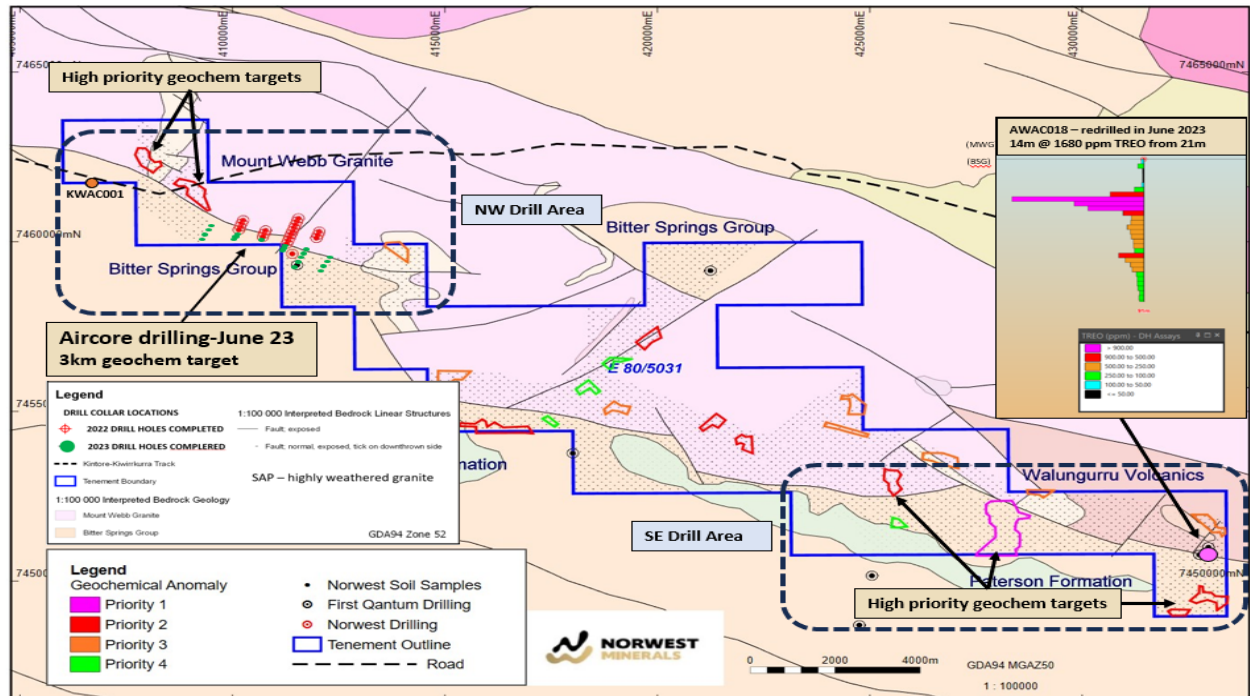 410000mE
415000mE
420000mE
425000mE
430000mE
7465000mN
7465000mN
High priority geochem targets
AWAC018 – redrilled in June 2023
14m @ 1680 ppm TREO from 21m
Mount Webb Granite
(MWG
(BSG)
KWAC001
NW Drill Area
7460000mN
Bitter Springs Group
Bitter Springs Group
TREO (ppm) - DH Assays
> 900.00
900.00 to 500.00
500.00 to 250.00
250.00 to 100.00
100.00 to 50.00
<= 50.00
Aircore drilling-June 23
3km geochem target
E 80/5031
Legend
DRILL COLLAR LOCATIONS
2022 DRILL HOLES COMPLETED
2023 DRILL HOLES COMPLERED
Kintore-Kiwirrkurra Track
Tenement Boundary
1:100 000 Interpreted Bedrock Geology
Mount Webb Granite
Bitter Springs Group
1:100 000 Interpreted Bedrock Linear Structures
Fault, exposed
Fault; normal, exposed, tick on downthrown side
SAP – highly weathered granite
GDA94 Zone 52
mation
Walungurru Volcanics
SE Drill Area
7450000mN
Paterson Formation
High priority geochem targets
Legend
Geochemical Anomaly
Priority 1
Priority 2
Priority 3
Priority 4
Norwest Soil Samples
First Qantum Drilling
Norwest Drilling
Tenement Outline
Road
NORWEST
MINERALS
0 2000 4000m
GDA94 MGAZ50
1 : 100000